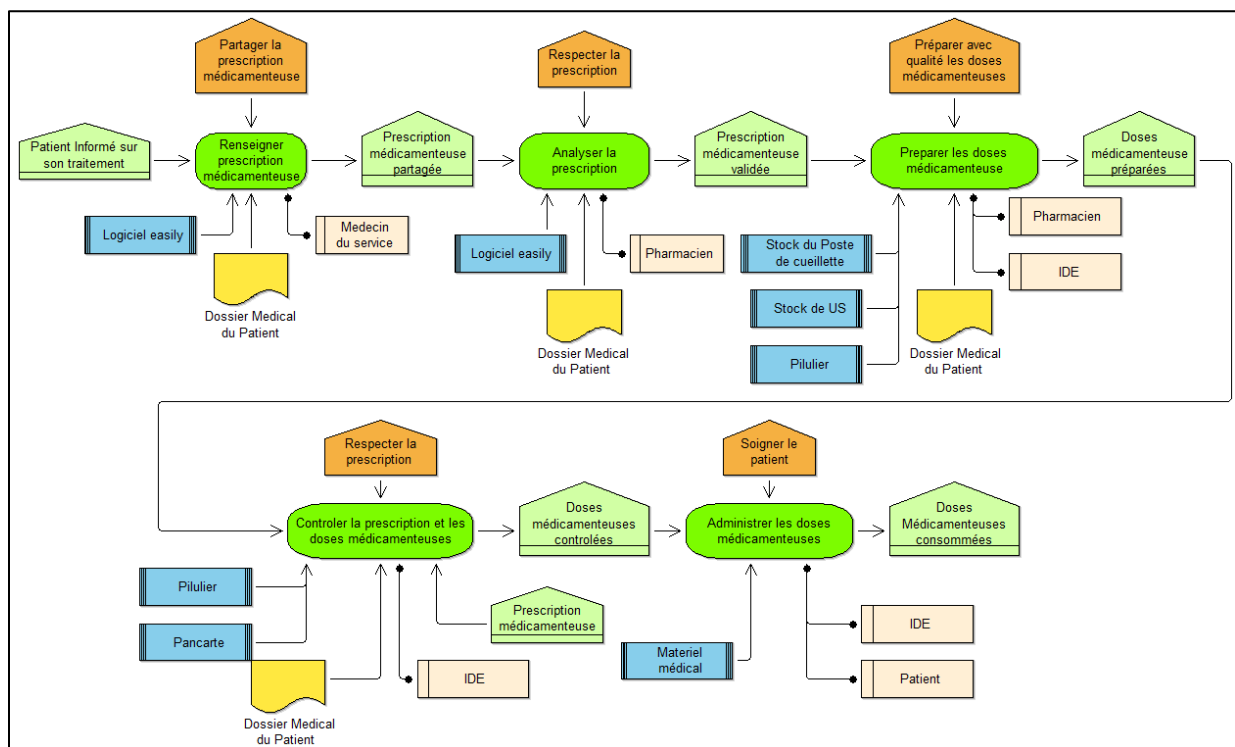 Partager la
prescription
médicamenteuse
Respecter la
prescription
Préparer avec
qualité les doses
médicamenteuses
Patient Informé sur
son traitement
Renseigner
prescription
médicamenteuse
Prescription
médicamenteuse
partagée
Analyser la
prescription
Prescription
médicamenteuse
validée
Preparer les doses
médicamenteuse
Doses
médicamenteuse
préparées
Logiciel easily
Medecin
du service
Dossier Medical
du Patient
Logiciel easily
Pharmacien
Dossier Medical
du Patient
Stock du Poste
de cueillette
Stock de US
Pilulier
Pharmacien
IDE
Dossier Medical
du Patient
Respecter la
prescription
Soigner le
patient
Controler la prescription et les
doses médicamenteuses
Doses
médicamenteuses
controlées
Administrer les doses
médicamenteuses
Doses
Médicamenteuses
consommées
Pilulier
Pancarte
Dossier Medical
du Patient
IDE
Prescription
médicamenteuse
Materiel
médical
IDE
Patient